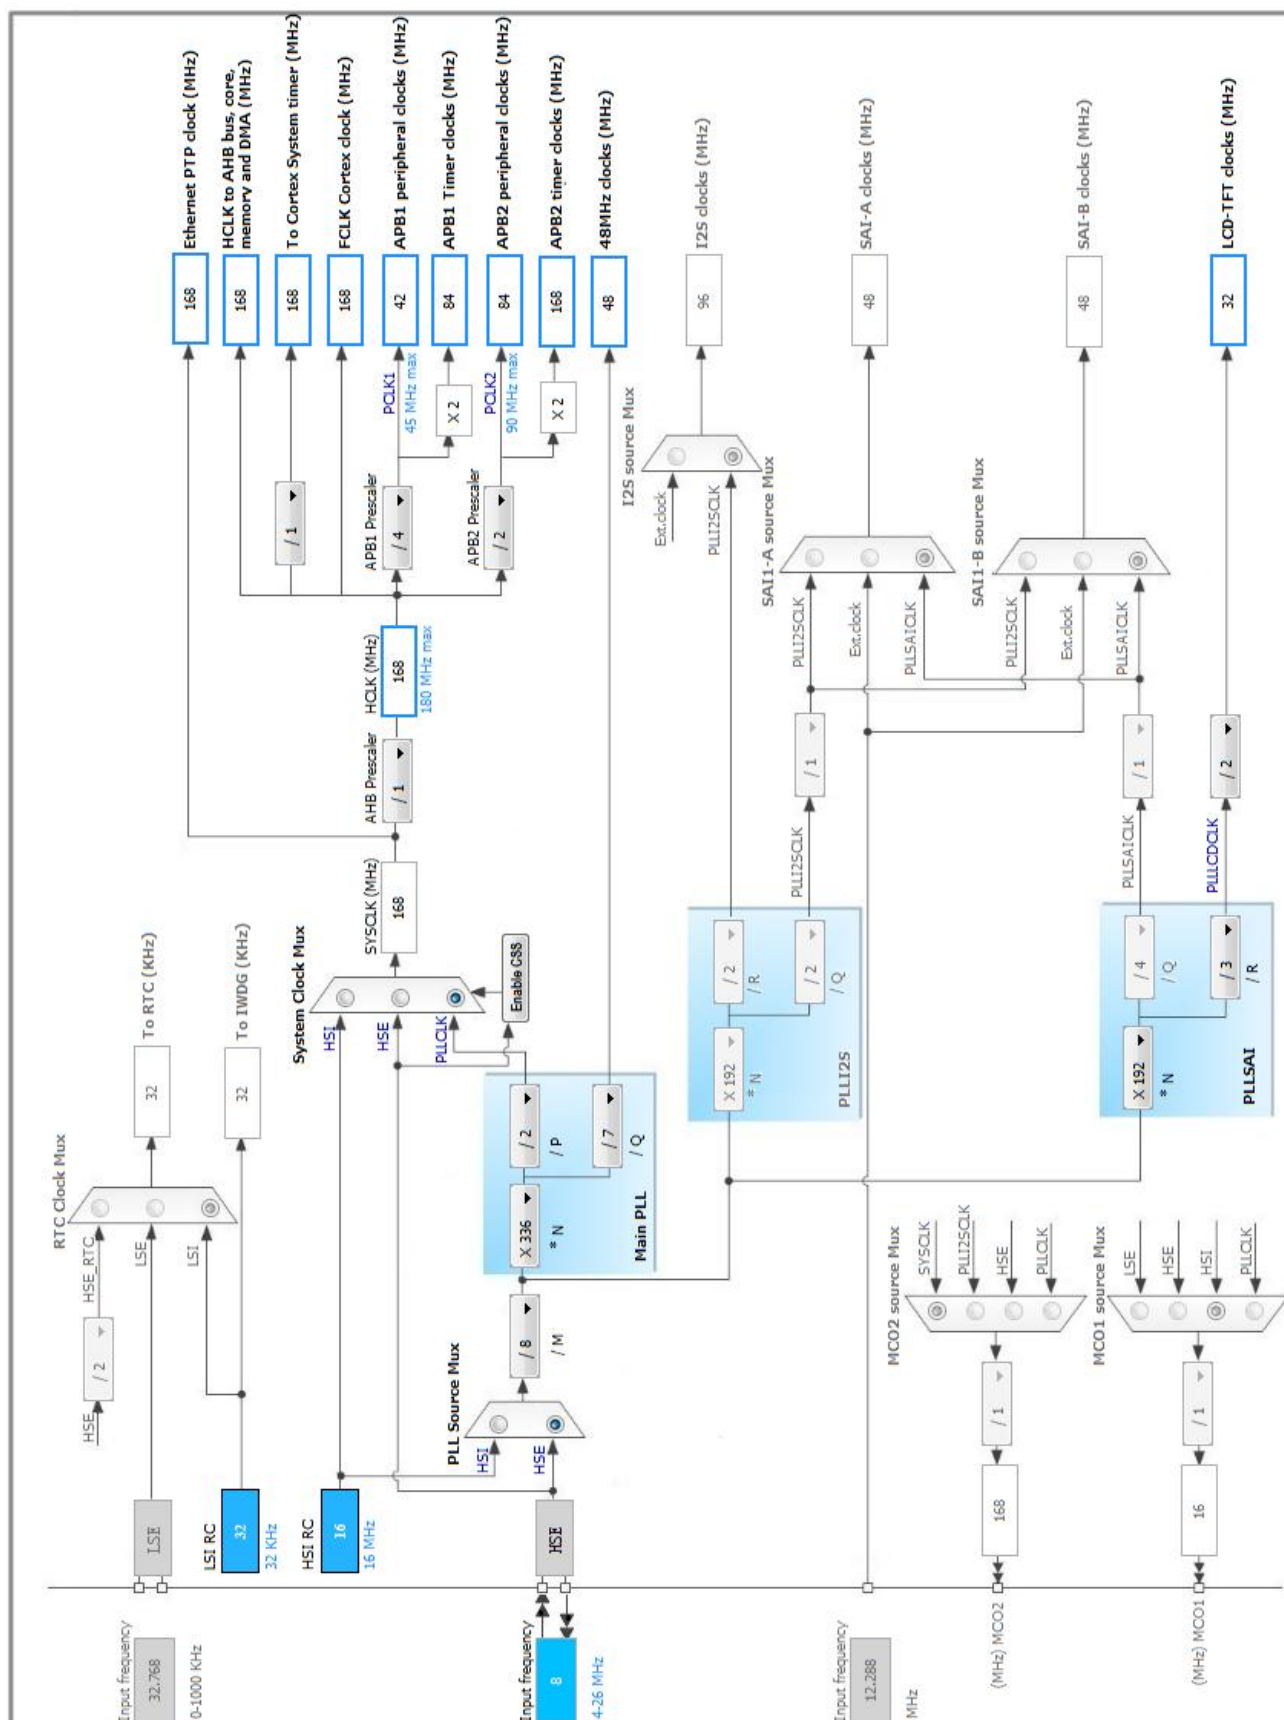 Input frequency
32.768
0-1000 KHz
LSE
HSE
/ 2
HSE_RTC
LSE
LSI
RTC Clock Mux
32
To RTC (KHz)
LSI RC
32
32 KHz
32
To IWDG (KHz)
HSI RC
16
16 MHz
Input frequency
8
4-26 MHz
HSE
PLL Source Mux
HSI
HSE
/ 8
/ M
X 336
* N
/ 2
/ P
/ 7
/ Q
Main PLL
System Clock Mux
HSI
HSE
PLLCLK
Enable CSS
SYSCLK (MHz)
168
AHB Prescaler
/ 1
HCLK (MHz)
168
180 MHz max
/ 1
APB1 Prescaler
/ 4
APB2 Prescaler
/ 2
PCLK1
45 MHz max
X 2
PCLK2
90 MHz max
X 2
168
Ethernet PTP clock (MHz)
168
HCLK to AHB bus, core,
memory and DMA (MHz)
168
To Cortex System timer (MHz)
168
FCLK Cortex clock (MHz)
42
APB1 peripheral clocks (MHz)
84
APB1 Timer clocks (MHz)
84
APB2 peripheral clocks (MHz)
168
APB2 timer clocks (MHz)
48
48MHz clocks (MHz)
X 192
* N
/ 2
/ R
/ 2
/ Q
PLLI2S
PLLI2SCLK
/ 1
I2S source Mux
Ext.clock
PLLI2SCLK
96
I2S clocks (MHz)
SAI1-A source Mux
PLLI2SCLK
Ext.clock
PLLSAICLK
48
SAI-A clocks (MHz)
SAI1-B source Mux
PLLI2SCLK
Ext.clock
PLLSAICLK
48
SAI-B clocks (MHz)
Input frequency
12.288
MHz
X 192
* N
/ 4
/ Q
/ 3
/ R
PLLSAI
PLLSAICLK
/ 1
PLLLCDCLK
/ 2
32
LCD-TFT clocks (MHz)
MCO2 source Mux
SYSCLK
PLLI2SCLK
HSE
PLLCLK
/ 1
168
(MHz) MCO2
MCO1 source Mux
LSE
HSE
HSI
PLLCLK
/ 1
16
(MHz) MCO1